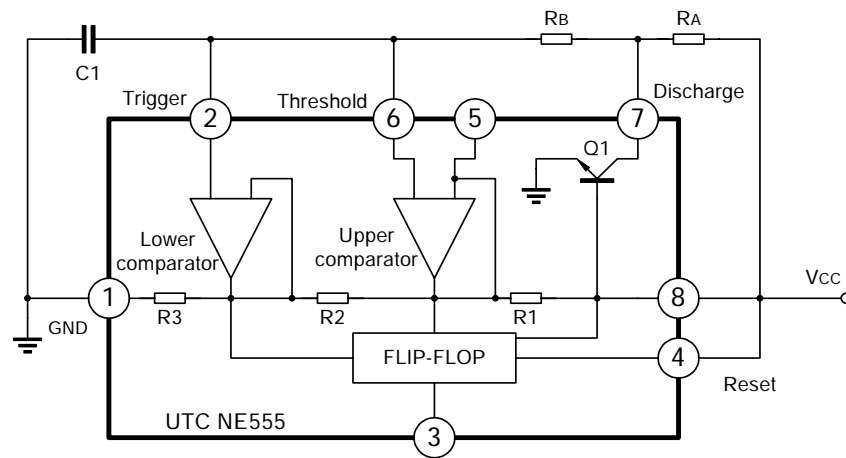 RB
RA
C1
Trigger
Threshold
Discharge
2
6
5
7
Q1
Lower
comparator
Upper
comparator
VCC
1
8
GND
R3
R2
R1
FLIP-FLOP
4
Reset
UTC NE555
3